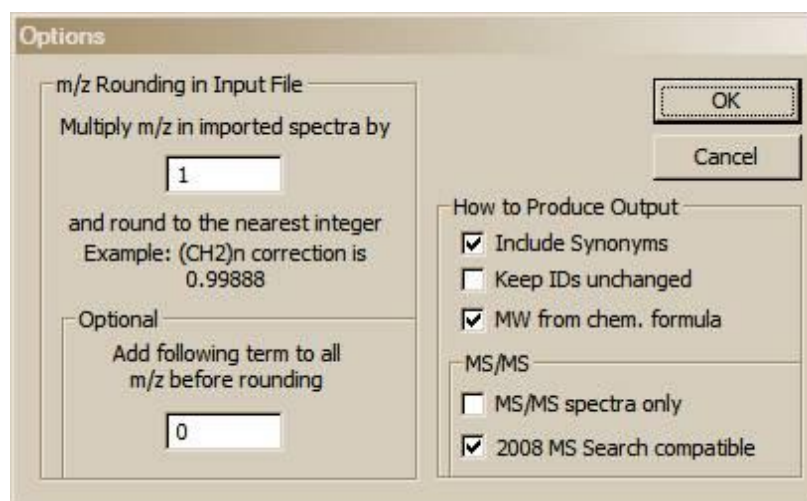 Options
m/z Rounding in Input File
Multiply m/z in imported spectra by
1
and round to the nearest integer
Example: (CH2)n correction is
0.99888
Optional
Add following term to all
m/z before rounding
0
OK
Cancel
How to Produce Output
Include Synonyms
Keep IDs unchanged
MW from chem. formula
MS/MS
MS/MS spectra only
2008 MS Search compatible